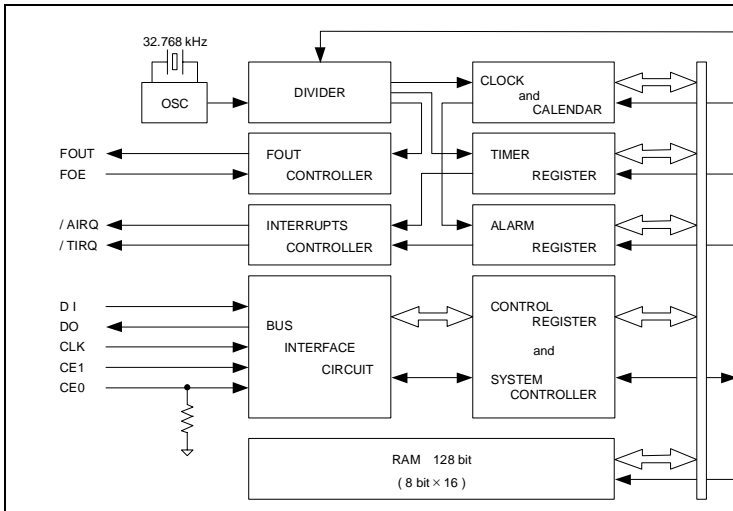 32.768 kHz
OSC
DIVIDER
CLOCK
and
CALENDAR
FOUT
FOE
FOUT
CONTROLLER
TIMER
REGISTER
/ AIRQ
/ TIRQ
INTERRUPTS
CONTROLLER
ALARM
REGISTER
D I
DO
CLK
CE1
CE0
BUS
INTERFACE
CIRCUIT
CONTROL
REGISTER
and
SYSTEM
CONTROLLER
RAM 128 bit
( 8 bit × 16 )